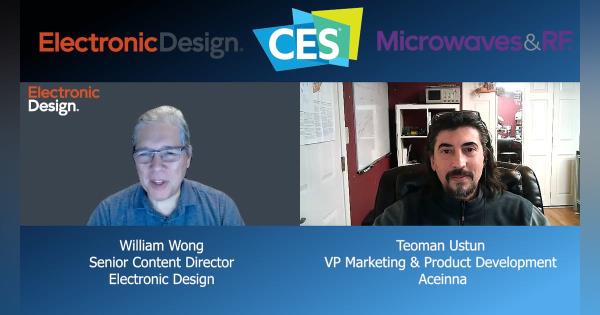 ElectronicDesign.
CES
Microwaves&RF.
Electronic
Design.
William Wong
Senior Content Director
Electronic Design
Teoman Ustun
VP Marketing & Product Development
Aceinna